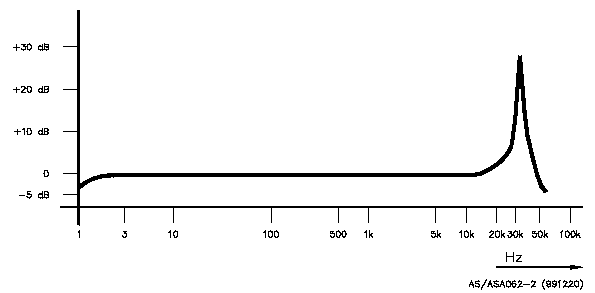 +30 dB
+20 dB
+10 dB
0
-5 dB
1 3 10 100 500 1k 5k 10k 20k 30k 50k 100k
Hz
AS/ASA062-2 (991220)